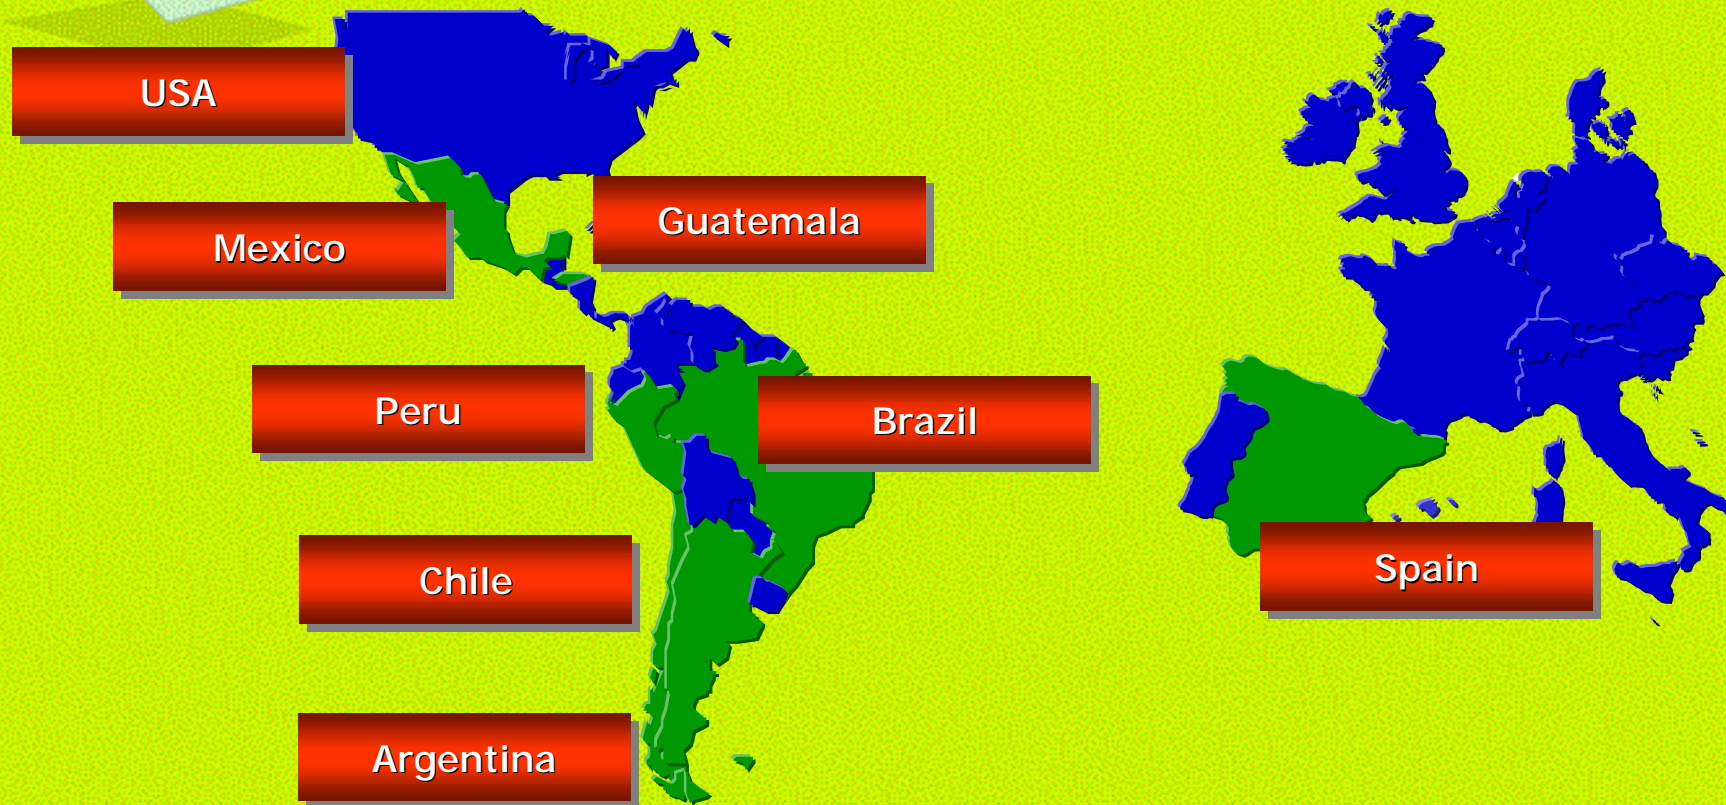 USA
Guatemala
Mexico
Peru
Brazil
Chile
Spain
Argentina